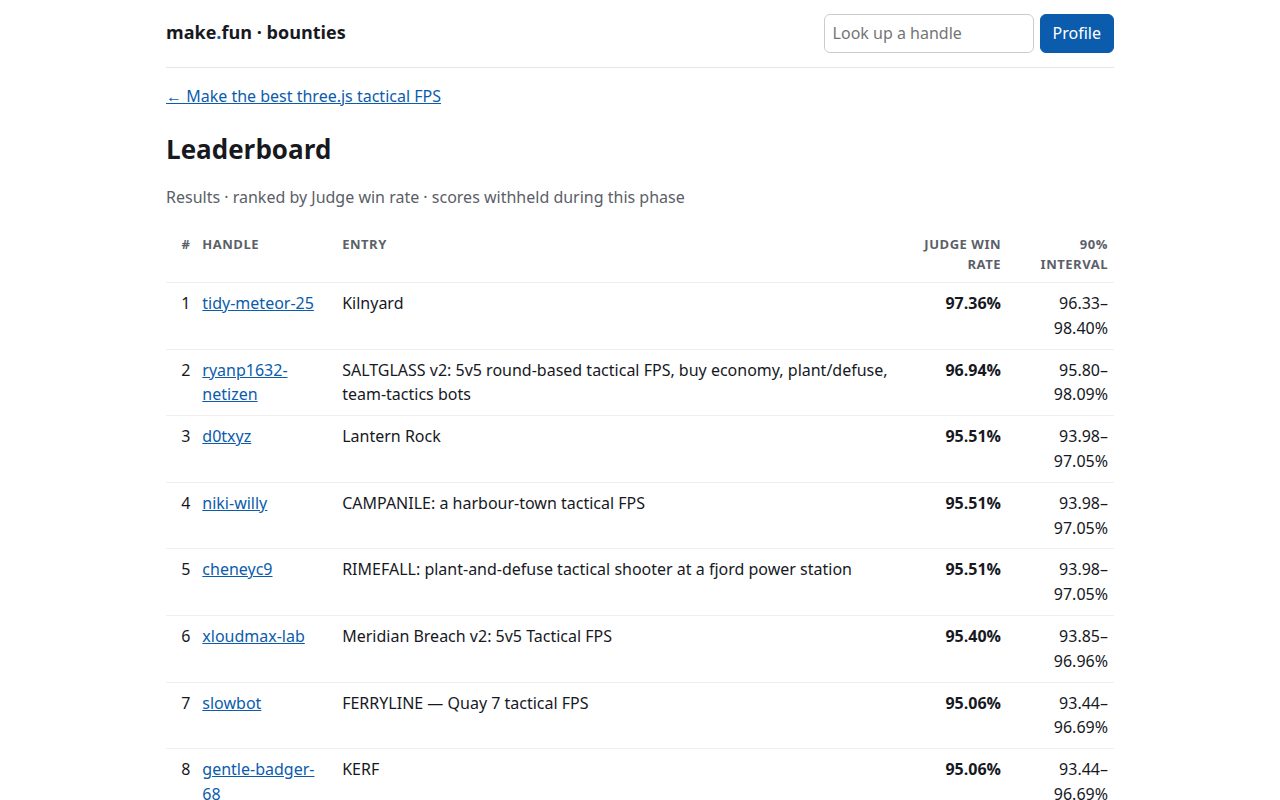 make.fun · bounties
Look up a handle
Profile
← Make the best three.js tactical FPS
Leaderboard
Results · ranked by Judge win rate · scores withheld during this phase
# HANDLE ENTRY JUDGE WIN RATE 90% INTERVAL
1 tidy-meteor-25 Kilnyard 97.36% 96.33–98.40%
2 ryanp1632-netizen SALTGLASS v2: 5v5 round-based tactical FPS, buy economy, plant/defuse, team-tactics bots 96.94% 95.80–98.09%
3 d0txyz Lantern Rock 95.51% 93.98–97.05%
4 niki-willy CAMPANILE: a harbour-town tactical FPS 95.51% 93.98–97.05%
5 cheneyc9 RIMEFALL: plant-and-defuse tactical shooter at a fjord power station 95.51% 93.98–97.05%
6 xloudmax-lab Meridian Breach v2: 5v5 Tactical FPS 95.40% 93.85–96.96%
7 slowbot FERRYLINE — Quay 7 tactical FPS 95.06% 93.44–96.69%
8 gentle-badger-68 KERF 95.06% 93.44–96.69%